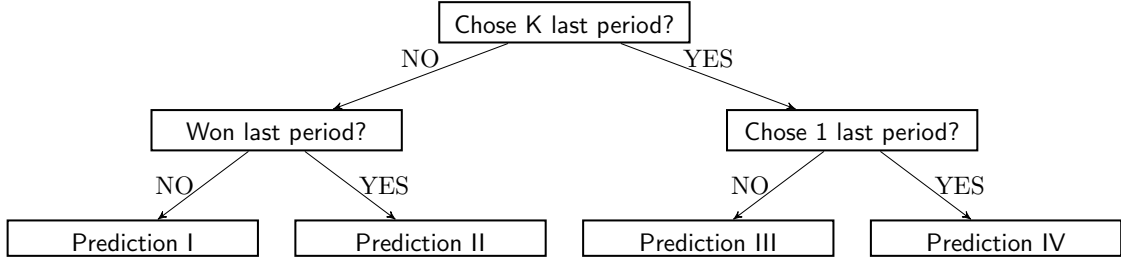 Chose K last period?
NO
YES
Won last period?
Chose 1 last period?
NO
YES
NO
YES
Prediction I
Prediction II
Prediction III
Prediction IV